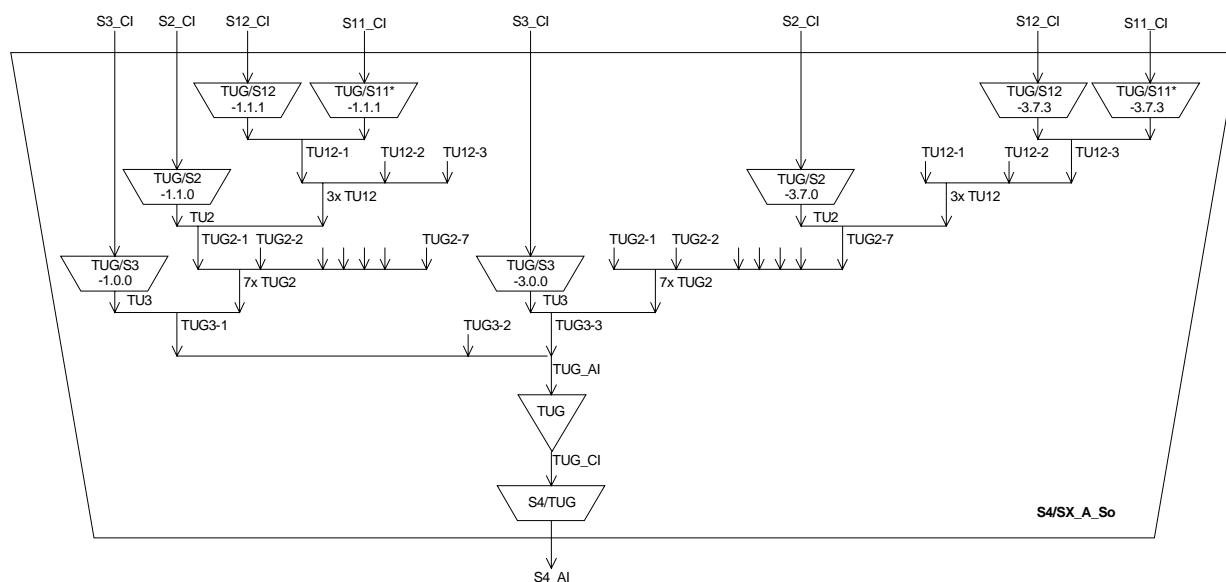 S3_CI S2_CI S12_CI S11_CI S3_CI S2_CI S12_CI S11_CI
TUG/S12 TUG/S11* TUG/S12 TUG/S11*
-1.1.1 -1.1.1 -3.7.3 -3.7.3
TU12-1 TU12-2 TU12-3 TU12-1 TU12-2 TU12-3
TUG/S2 TUG/S2
-1.1.0 3x TU12 -3.7.0 3x TU12
TU2 TU2
TUG2-1 TUG2-2 TUG2-7 TUG2-1 TUG2-2 TUG2-7
TUG/S3 TUG/S3
-1.0.0 7x TUG2 -3.0.0 7x TUG2
TU3 TU3
TUG3-1 TUG3-2 TUG3-3
TUG_AI
TUG
TUG_CI
S4/TUG
S4/SX_A_So
S4_AI